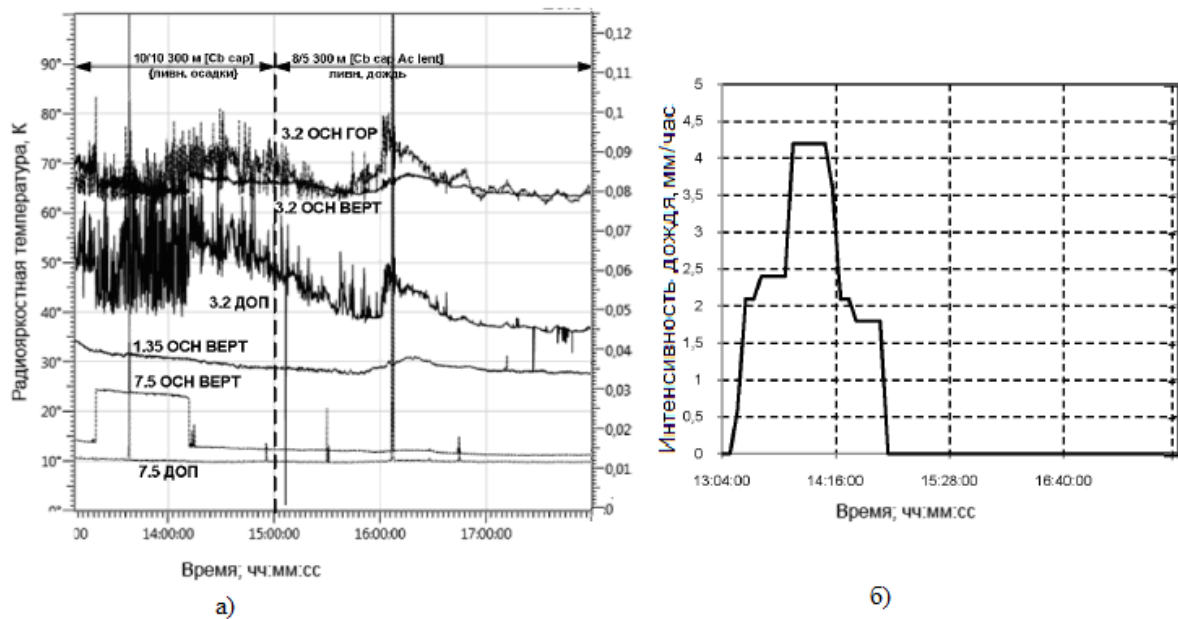 10/10 300 м [Cb cap]
{ливн. осадки}
8/5 300 м [Cb cap Ac lent]
ливн. дождь
Радиояркостная температура, К
90°
80°
70°
60°
50°
40°
30°
20°
10°
0°
0,12
0,11
0,1
0,09
0,08
0,07
0,06
0,05
0,04
0,03
0,02
0,01
0
3.2 ОСН ГОР
3.2 ОСН ВЕРТ
3.2 ДОП
1.35 ОСН ВЕРТ
7.5 ОСН ВЕРТ
7.5 ДОП
:00
14:00:00
15:00:00
16:00:00
17:00:00
Время; чч:мм:сс
а)
Интенсивность дождя, мм/час
5
4,5
4
3,5
3
2,5
2
1,5
1
0,5
0
13:04:00
14:16:00
15:28:00
16:40:00
Время; чч:мм:сс
б)